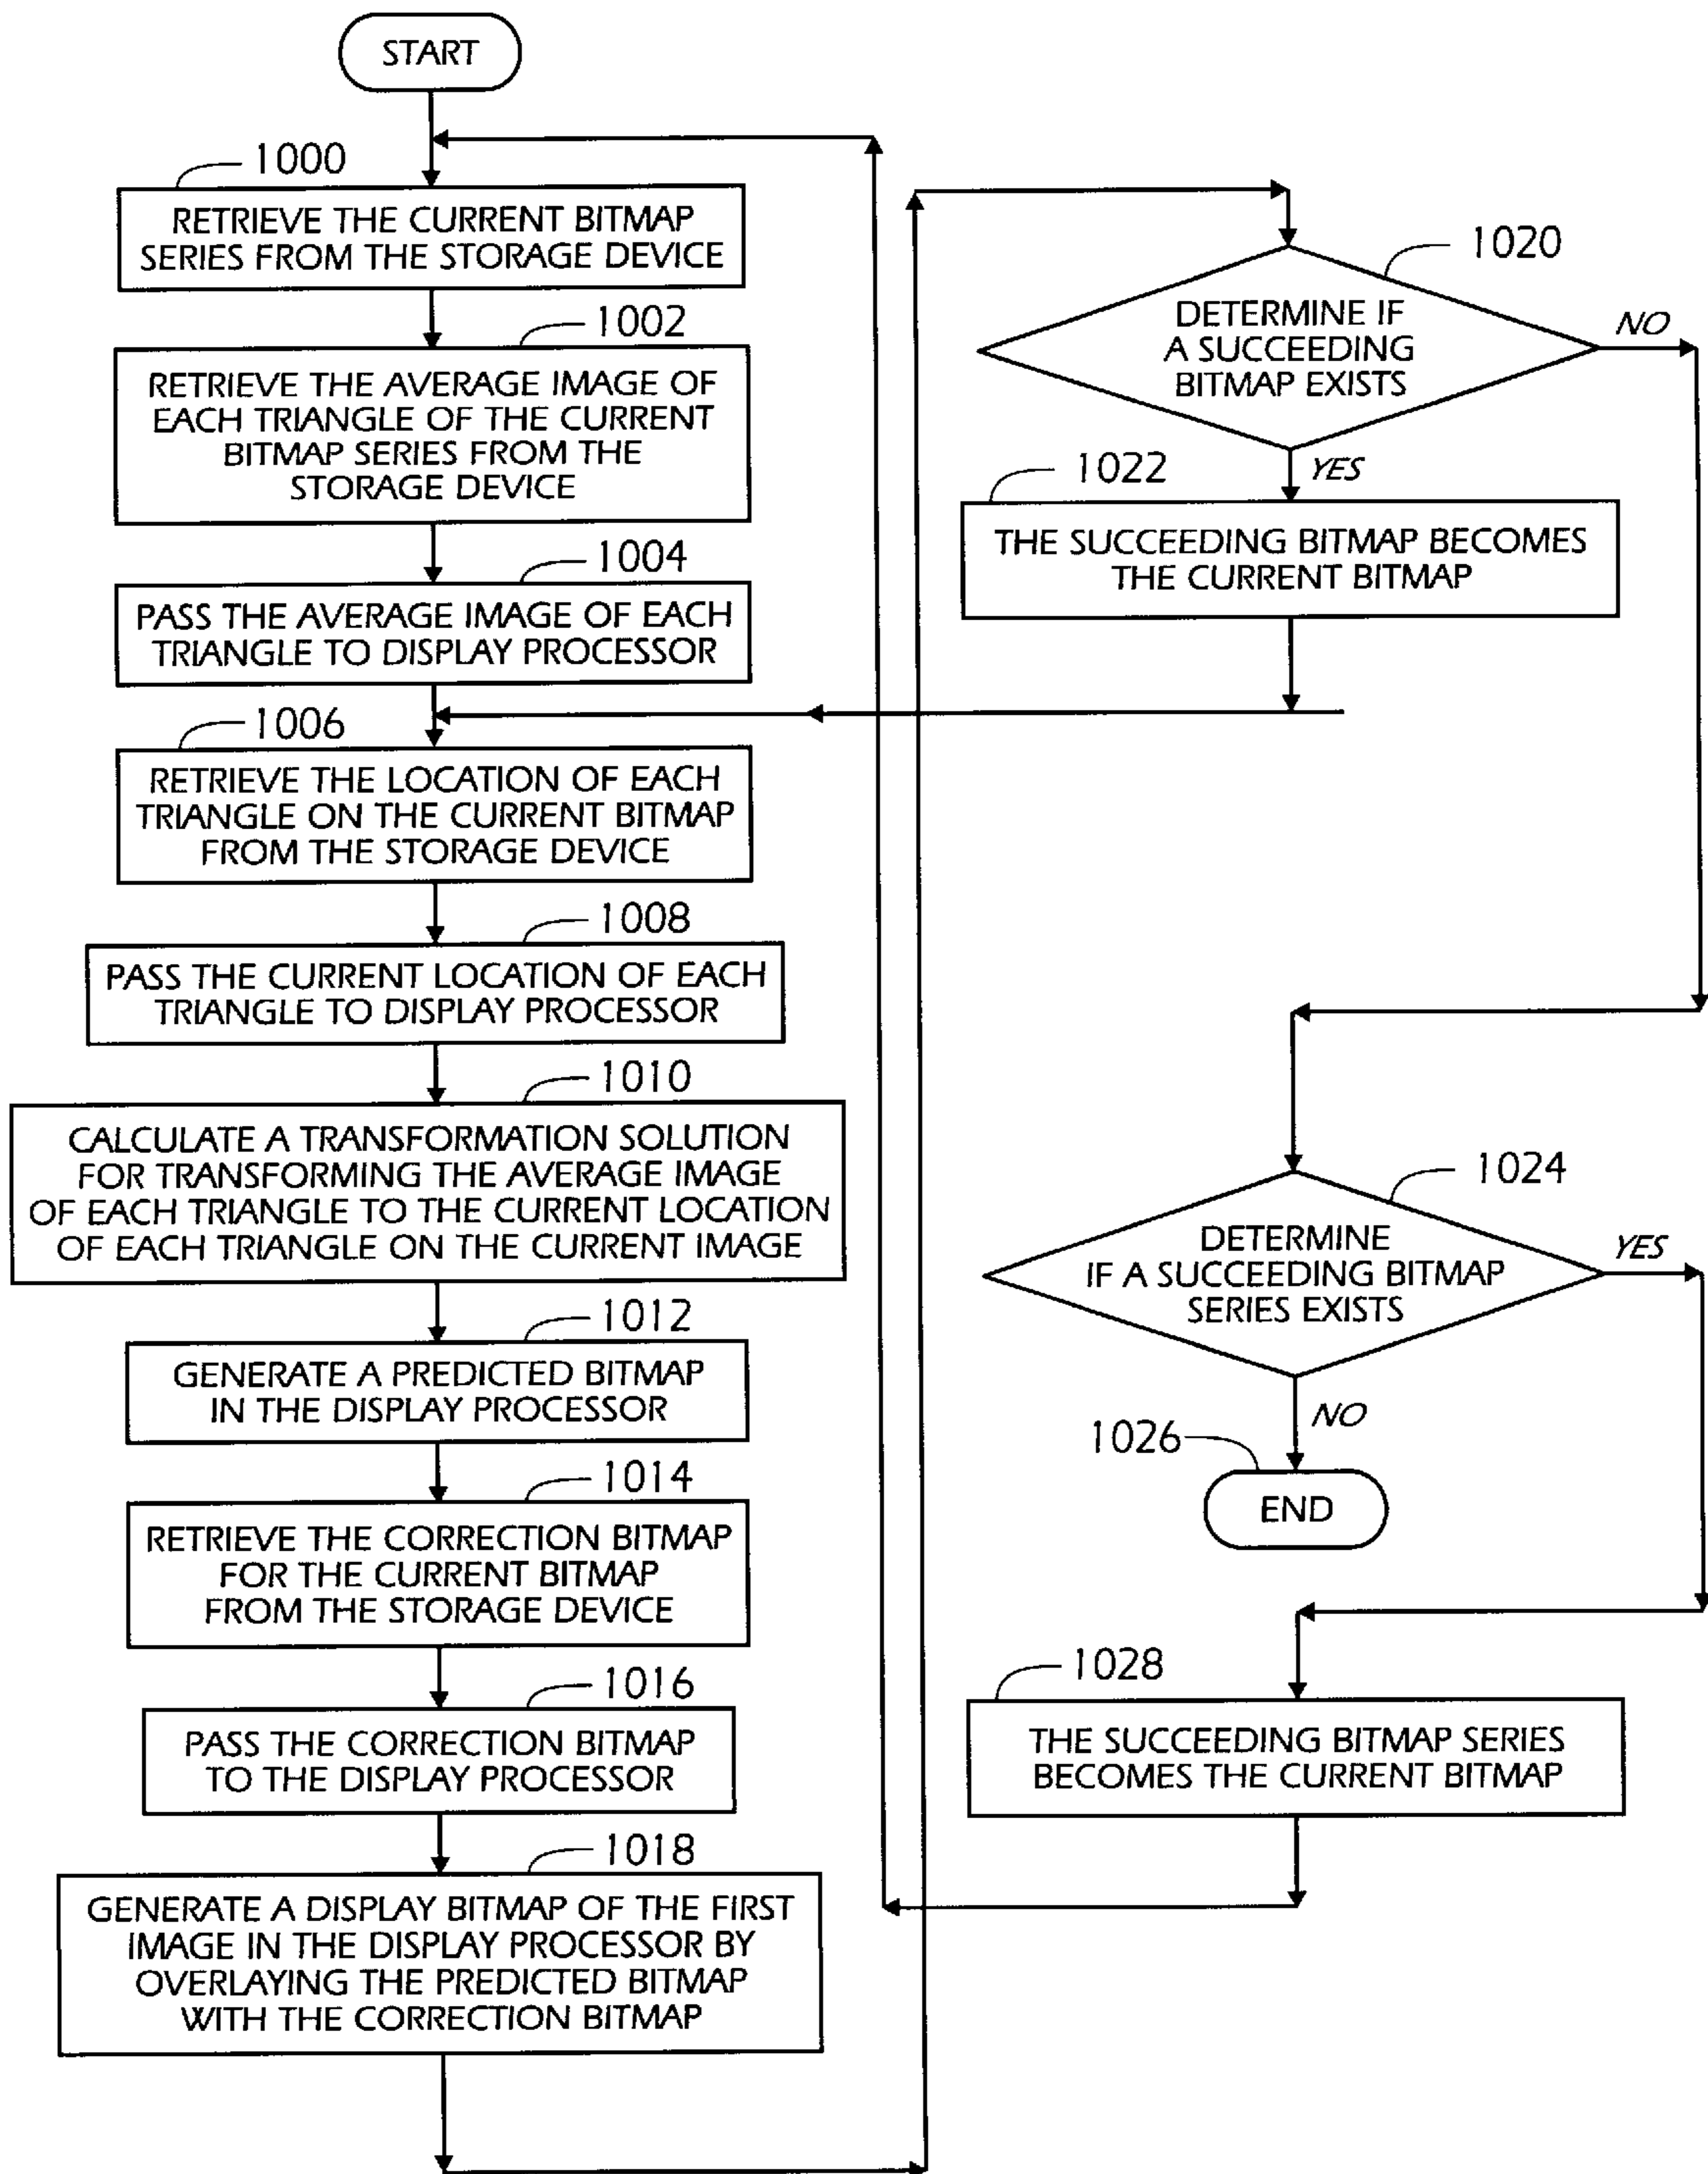 START
1000
RETRIEVE THE CURRENT BITMAP
SERIES FROM THE STORAGE DEVICE
1002
RETRIEVE THE AVERAGE IMAGE OF
EACH TRIANGLE OF THE CURRENT
BITMAP SERIES FROM THE
STORAGE DEVICE
1004
PASS THE AVERAGE IMAGE OF EACH
TRIANGLE TO DISPLAY PROCESSOR
1006
RETRIEVE THE LOCATION OF EACH
TRIANGLE ON THE CURRENT BITMAP
FROM THE STORAGE DEVICE
1008
PASS THE CURRENT LOCATION OF EACH
TRIANGLE TO DISPLAY PROCESSOR
1010
CALCULATE A TRANSFORMATION SOLUTION
FOR TRANSFORMING THE AVERAGE IMAGE
OF EACH TRIANGLE TO THE CURRENT LOCATION
OF EACH TRIANGLE ON THE CURRENT IMAGE
1012
GENERATE A PREDICTED BITMAP
IN THE DISPLAY PROCESSOR
1014
RETRIEVE THE CORRECTION BITMAP
FOR THE CURRENT BITMAP
FROM THE STORAGE DEVICE
1016
PASS THE CORRECTION BITMAP
TO THE DISPLAY PROCESSOR
1018
GENERATE A DISPLAY BITMAP OF THE FIRST
IMAGE IN THE DISPLAY PROCESSOR BY
OVERLAYING THE PREDICTED BITMAP
WITH THE CORRECTION BITMAP
1020
DETERMINE IF
A SUCCEEDING
BITMAP EXISTS
NO
YES
1022
THE SUCCEEDING BITMAP BECOMES
THE CURRENT BITMAP
1024
DETERMINE
IF A SUCCEEDING BITMAP
SERIES EXISTS
YES
NO
1026
END
1028
THE SUCCEEDING BITMAP SERIES
BECOMES THE CURRENT BITMAP